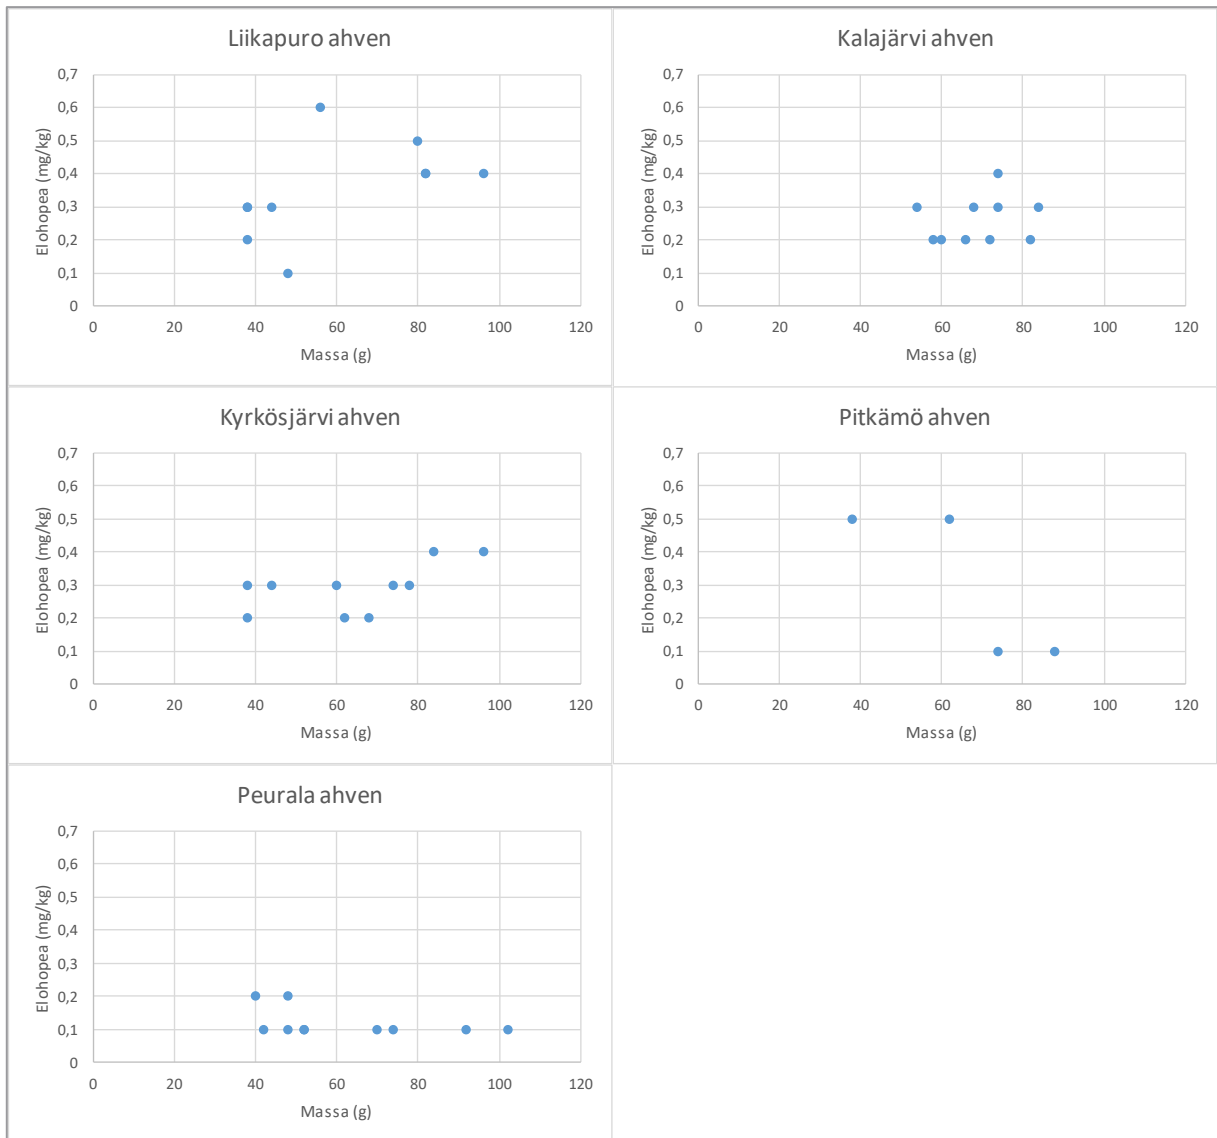 Liikapuro ahven
0,7
0,6
0,5
0,4
0,3
0,2
0,1
0
Elohopea (mg/kg)
0 20 40 60 80 100 120
Massa (g)
Kalajärvi ahven
0,7
0,6
0,5
0,4
0,3
0,2
0,1
0
Elohopea (mg/kg)
0 20 40 60 80 100 120
Massa (g)
Kyrkösjärvi ahven
0,7
0,6
0,5
0,4
0,3
0,2
0,1
0
Elohopea (mg/kg)
0 20 40 60 80 100 120
Massa (g)
Pitkämö ahven
0,7
0,6
0,5
0,4
0,3
0,2
0,1
0
Elohopea (mg/kg)
0 20 40 60 80 100 120
Massa (g)
Peurala ahven
0,7
0,6
0,5
0,4
0,3
0,2
0,1
0
Elohopea (mg/kg)
0 20 40 60 80 100 120
Massa (g)